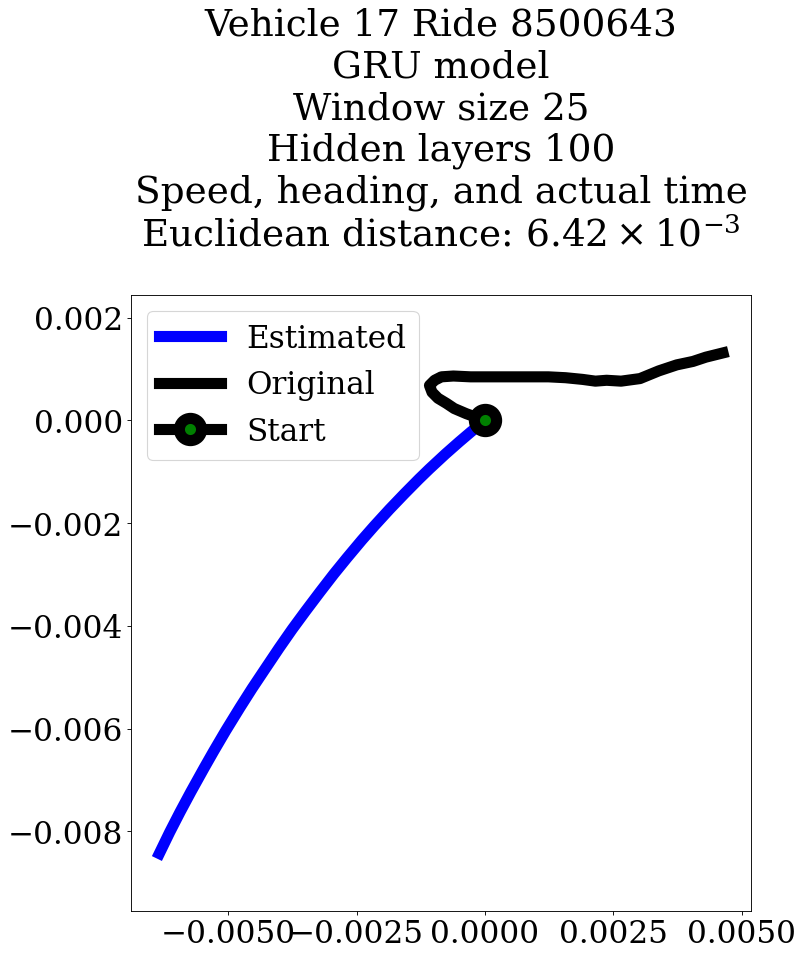 Vehicle 17 Ride 8500643
GRU model
Window size 25
Hidden layers 100
Speed, heading, and actual time
Euclidean distance: 6.42 × 10⁻³
Estimated
Original
Start
0.002
0.000
−0.002
−0.004
−0.006
−0.008
−0.0050 −0.0025 0.0000 0.0025 0.0050